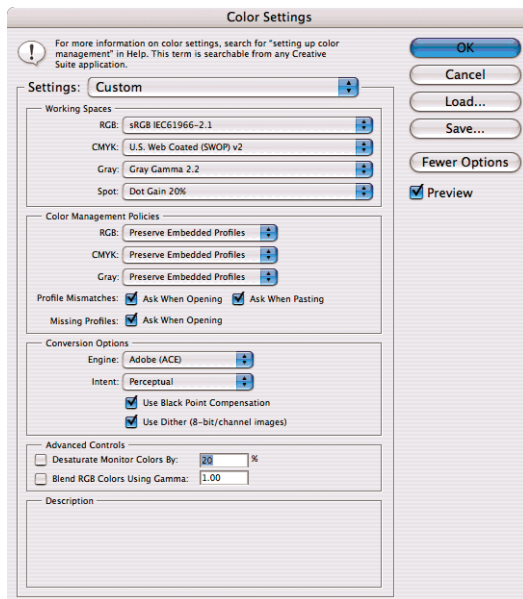 Color Settings
For more information on color settings, search for "setting up color
management" in Help. This term is searchable from any Creative
Suite application.
OK
Cancel
Load...
Save...
Fewer Options
Preview
Settings: Custom
Working Spaces
RGB: sRGB IEC61966-2.1
CMYK: U.S. Web Coated (SWOP) v2
Gray: Gray Gamma 2.2
Spot: Dot Gain 20%
Color Management Policies
RGB: Preserve Embedded Profiles
CMYK: Preserve Embedded Profiles
Gray: Preserve Embedded Profiles
Profile Mismatches: Ask When Opening Ask When Pasting
Missing Profiles: Ask When Opening
Conversion Options
Engine: Adobe (ACE)
Intent: Perceptual
Use Black Point Compensation
Use Dither (8-bit/channel images)
Advanced Controls
Desaturate Monitor Colors By: 20 %
Blend RGB Colors Using Gamma: 1.00
Description